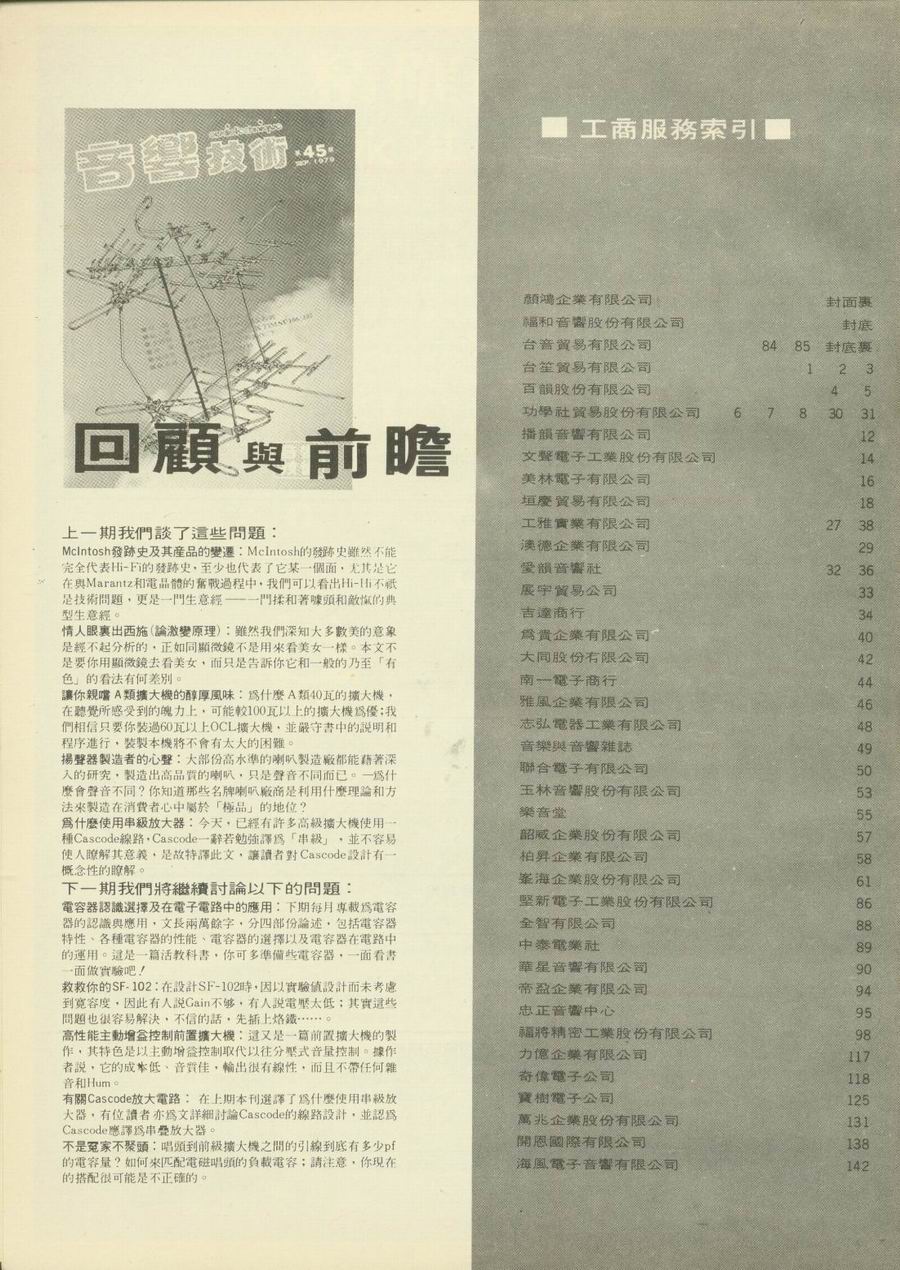 音響技術
第45期
SEP. 1979
回顧與前瞻
上一期我們談了這些問題：
McIntosh發跡史及其產品的變遷：McIntosh的發跡史雖然不能
完全代表Hi-Fi的發跡史，至少也代表了它某一個面，尤其是它
在與Marantz和電晶體的奮戰過程中，我們可以看出Hi-Hi不祇
是技術問題，更是一門生意經——一門揉和著噱頭和敵愾的典
型生意經。
情人眼裏出西施(論激變原理)：雖然我們深知大多數美的意象
是經不起分析的，正如同顯微鏡不是用來看美女一樣。本文不
是要你用顯微鏡去看美女，而只是告訴你它和一般的乃至「有
色」的看法有何差別。
讓你親嚐A類擴大機的醇厚風味：爲什麼A類40瓦的擴大機，
在聽覺所感受到的魄力上，可能較100瓦以上的擴大機爲優；我
們相信只要你裝過60瓦以上OCL擴大機，並嚴守書中的說明和
程序進行，裝製本機將不會有太大的困難。
揚聲器製造者的心聲：大部份高水準的喇叭製造廠都能藉著深
入的研究，製造出高品質的喇叭，只是聲音不同而已。一爲什
麼會聲音不同？你知道那些名牌喇叭廠商是利用什麼理論和方
法來製造在消費者心中屬於「極品」的地位？
爲什麼使用串級放大器：今天，已經有許多高級擴大機使用一
種Cascode線路，Cascode一辭若勉強譯爲「串級」，並不容易
使人瞭解其意義，是故特譯此文，讓讀者對Cascode設計有一
概念性的瞭解。
下一期我們將繼續討論以下的問題：
電容器認識選擇及在電子電路中的應用：下期每月專載爲電容
器的認識與應用，文長兩萬餘字，分四部份論述，包括電容器
特性、各種電容器的性能、電容器的選擇以及電容器在電路中
的運用。這是一篇活教科書，你可多準備些電容器，一面看書
一面做實驗吧！
救救你的SF-102：在設計SF-102時，因以實驗值設計而未考慮
到寬容度，因此有人說Gain不够，有人說電壓太低；其實這些
問題也很容易解決，不信的話，先插上烙鐵……。
高性能主動增益控制前置擴大機：這又是一篇前置擴大機的製
作，其特色是以主動增益控制取代以往分壓式音量控制。據作
者說，它的成本低、音質佳，輸出很有線性，而且不帶任何雜
音和Hum。
有關Cascode放大電路： 在上期本刊選譯了爲什麼使用串級放
大器，有位讀者亦爲文詳細討論Cascode的線路設計，並認爲
Cascode應譯爲串疊放大器。
不是冤家不聚頭：唱頭到前級擴大機之間的引線到底有多少pf
的電容量？如何來匹配電磁唱頭的負載電容；請注意，你現在
的搭配很可能是不正確的。
■ 工商服務索引 ■
顏鴻企業有限公司 封面裏
福和音響股份有限公司 封底
台音貿易有限公司 84 85 封底裏
台笙貿易有限公司 1 2 3
百韻股份有限公司 4 5
功學社貿易股份有限公司 6 7 8 30 31
播韻音響有限公司 12
文聲電子工業股份有限公司 14
美林電子有限公司 16
垣慶貿易有限公司 18
工雅實業有限公司 27 38
漢德企業有限公司 29
愛韻音響社 32 36
展宇貿易公司 33
吉達商行 34
爲貴企業有限公司 40
大同股份有限公司 42
南一電子商行 44
雅風企業有限公司 46
志弘電器工業有限公司 48
音樂與音響雜誌 49
聯合電子有限公司 50
玉林音響股份有限公司 53
樂音堂 55
韶威企業股份有限公司 57
柏昇企業有限公司 58
峯海企業股份有限公司 61
堅新電子工業股份有限公司 86
全智有限公司 88
中泰電業社 89
華星音響有限公司 90
帝盈企業有限公司 94
忠正音響中心 95
福將精密工業股份有限公司 98
力億企業有限公司 117
奇偉電子公司 118
寶樹電子公司 125
萬兆企業股份有限公司 131
開恩國際有限公司 138
海風電子音響有限公司 142